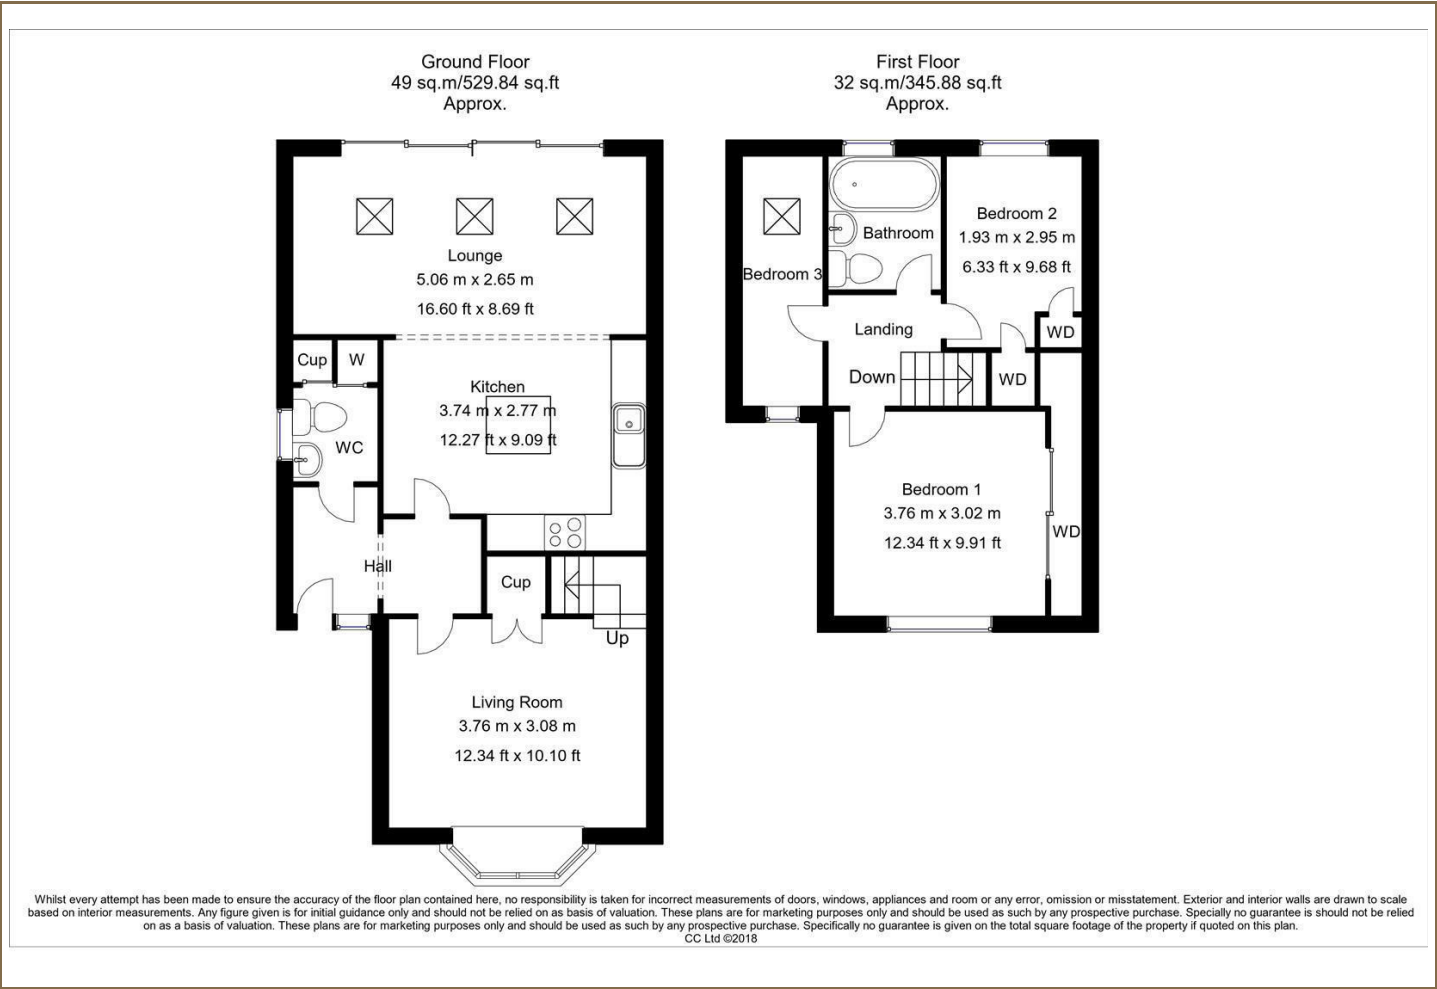 Ground Floor
49 sq.m/529.84 sq.ft
Approx.
First Floor
32 sq.m/345.88 sq.ft
Approx.
Lounge
5.06 m x 2.65 m
16.60 ft x 8.69 ft
Cup
W
Kitchen
3.74 m x 2.77 m
12.27 ft x 9.09 ft
WC
Hall
Cup
Up
Living Room
3.76 m x 3.08 m
12.34 ft x 10.10 ft
Bedroom 2
1.93 m x 2.95 m
6.33 ft x 9.68 ft
Bathroom
Bedroom 3
Landing
WD
Down
WD
Bedroom 1
3.76 m x 3.02 m
12.34 ft x 9.91 ft
WD
Whilst every attempt has been made to ensure the accuracy of the floor plan contained here, no responsibility is taken for incorrect measurements of doors, windows, appliances and room or any error, omission or misstatement. Exterior and interior walls are drawn to scale
based on interior measurements. Any figure given is for initial guidance only and should not be relied on as basis of valuation. These plans are for marketing purposes only and should be used as such by any prospective purchase. Specially no guarantee is should not be relied
on as a basis of valuation. These plans are for marketing purposes only and should be used as such by any prospective purchase. Specifically no guarantee is given on the total square footage of the property if quoted on this plan.
CC Ltd ©2018